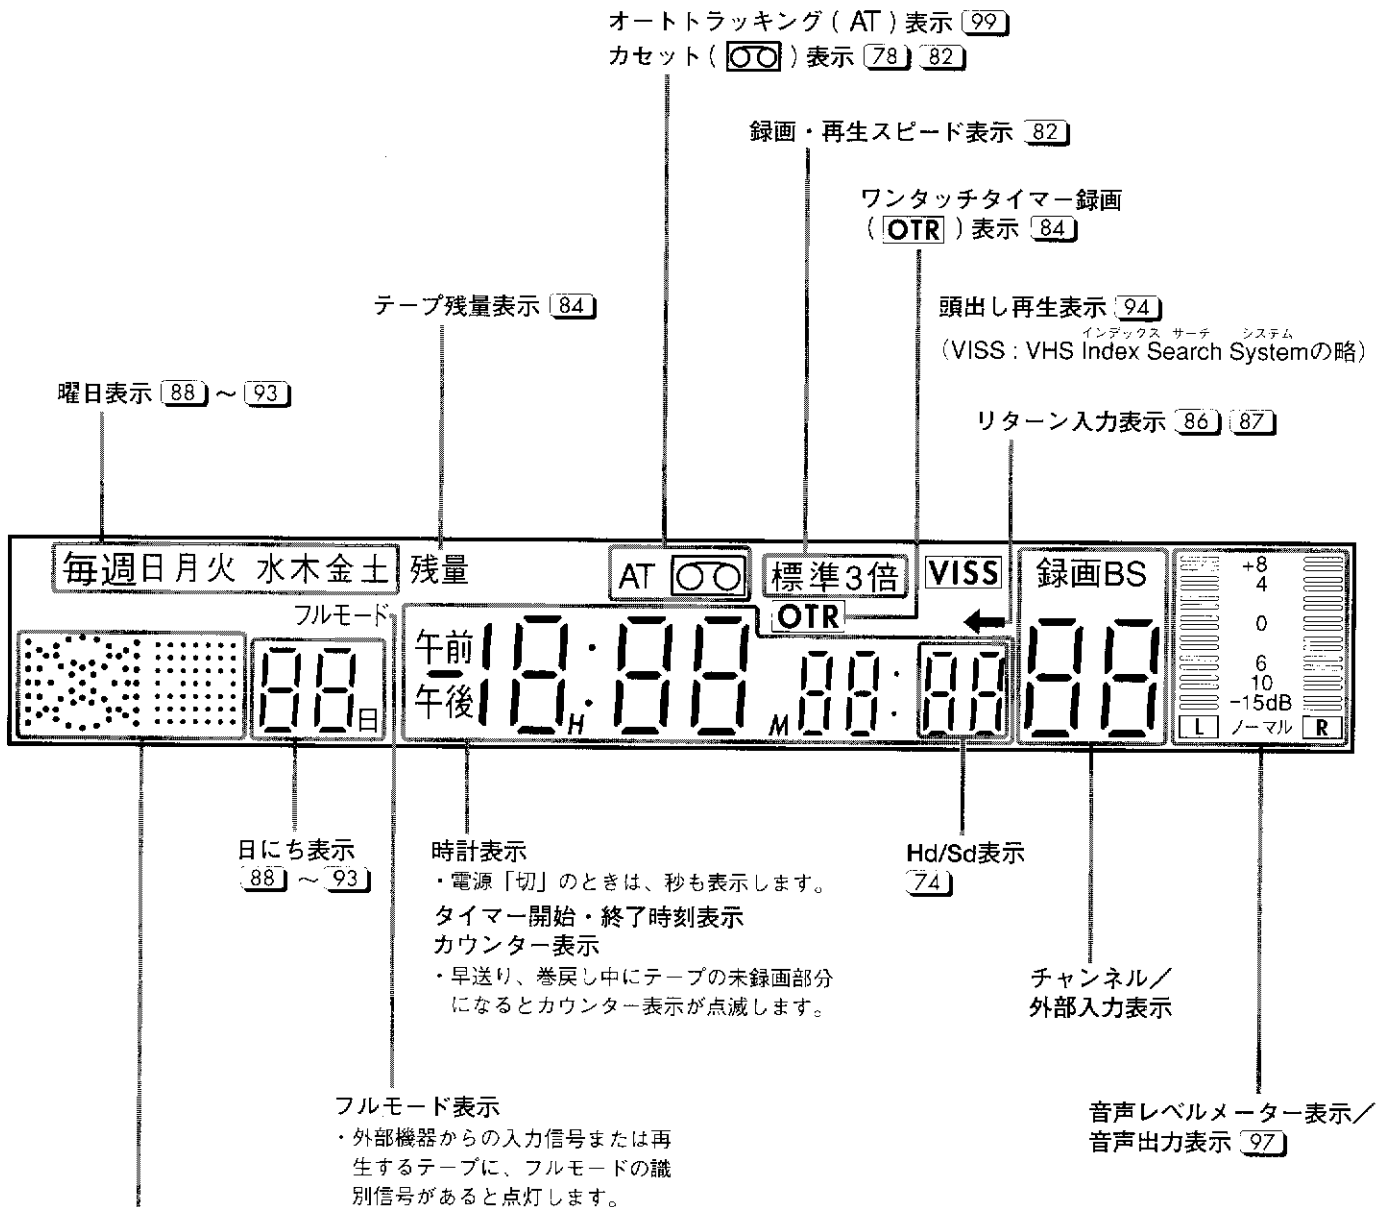 オートトラッキング(AT)表示 99
カセット( )表示 78 82
録画・再生スピード表示 82
ワンタッチタイマー録画
(OTR)表示 84
テープ残量表示 84
頭出し再生表示 94
インデックス サーチ システム
(VISS : VHS Index Search Systemの略)
曜日表示 88~93
リターン入力表示 86 87
毎週日月火 水木金土 残量 AT 標準3倍 VISS 録画BS
フルモード OTR
午前 18:88 88:88 88
午後 H M
88日
+8
4
0
6
10
-15dB
L ノーマル R
日にち表示
88~93
時計表示
・電源「切」のときは、秒も表示します。
タイマー開始・終了時刻表示
カウンター表示
・早送り、巻戻し中にテープの未録画部分
になるとカウンター表示が点滅します。
Hd/Sd表示
74
チャンネル/
外部入力表示
フルモード表示
・外部機器からの入力信号または再
生するテープに、フルモードの識
別信号があると点灯します。
音声レベルメーター表示/
音声出力表示 97